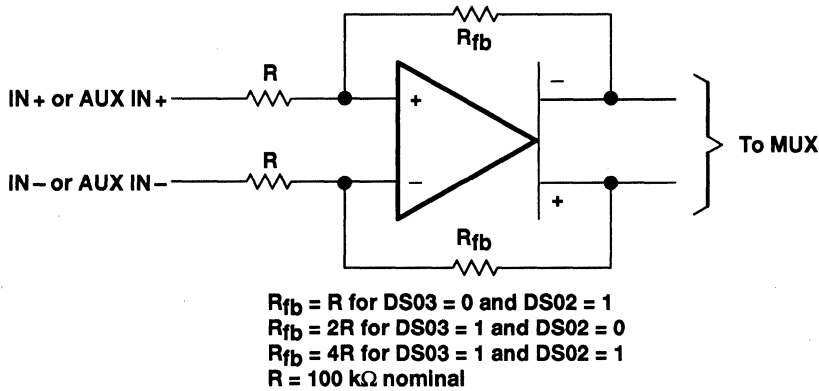 Rfb
R
IN+ or AUX IN+
+
−
To MUX
R
IN− or AUX IN−
−
+
Rfb
Rfb = R for DS03 = 0 and DS02 = 1
Rfb = 2R for DS03 = 1 and DS02 = 0
Rfb = 4R for DS03 = 1 and DS02 = 1
R = 100 kΩ nominal